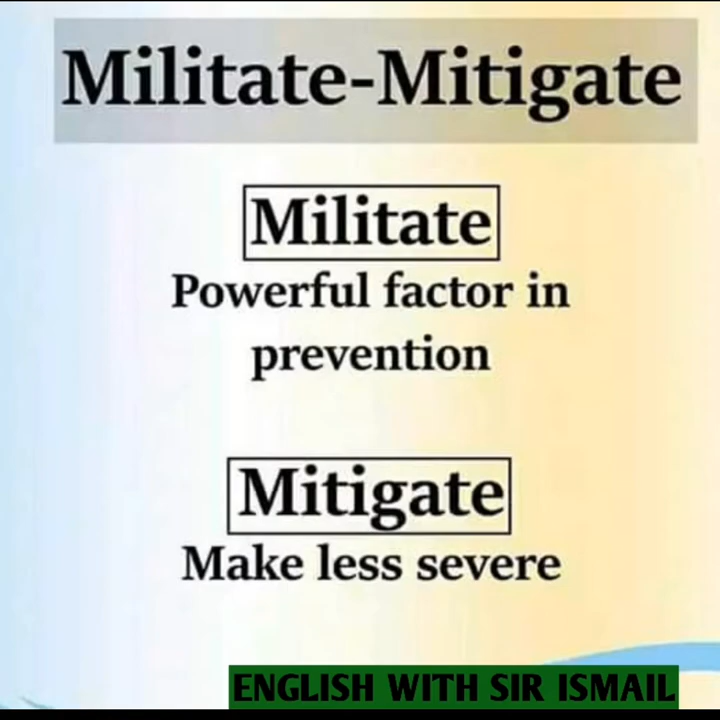 Militate-Mitigate
Militate
Powerful factor in
prevention
Mitigate
Make less severe
ENGLISH WITH SIR ISMAIL